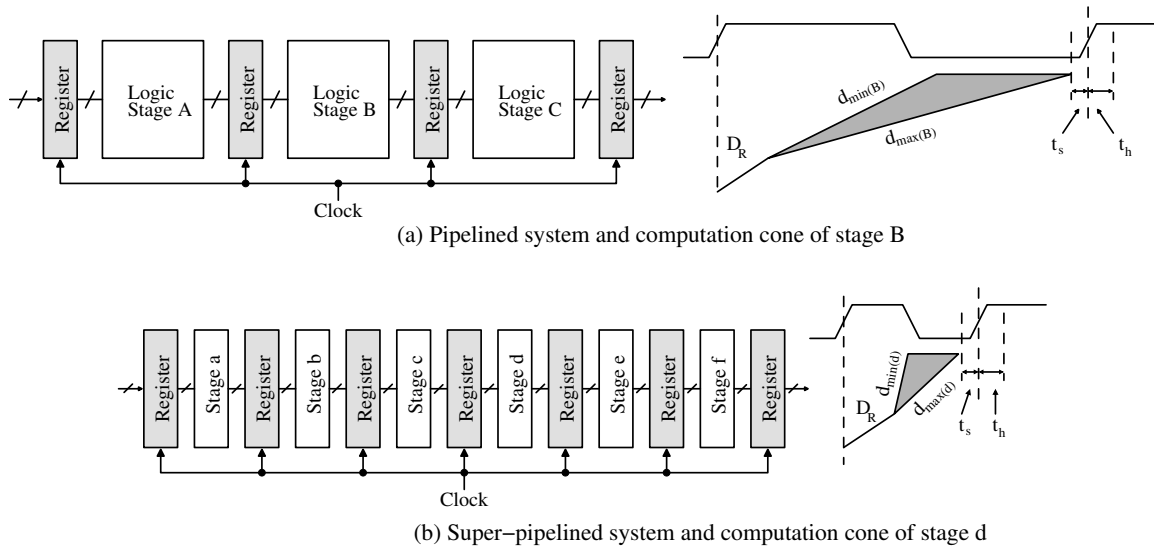 Register
Logic
Stage A
Register
Logic
Stage B
Register
Logic
Stage C
Register
Clock
d_min(B)
d_max(B)
D_R
t_s
t_h
(a) Pipelined system and computation cone of stage B
Register
Stage a
Register
Stage b
Register
Stage c
Register
Stage d
Register
Stage e
Register
Stage f
Register
Clock
d_min(d)
d_max(d)
D_R
t_s
t_h
(b) Super−pipelined system and computation cone of stage d